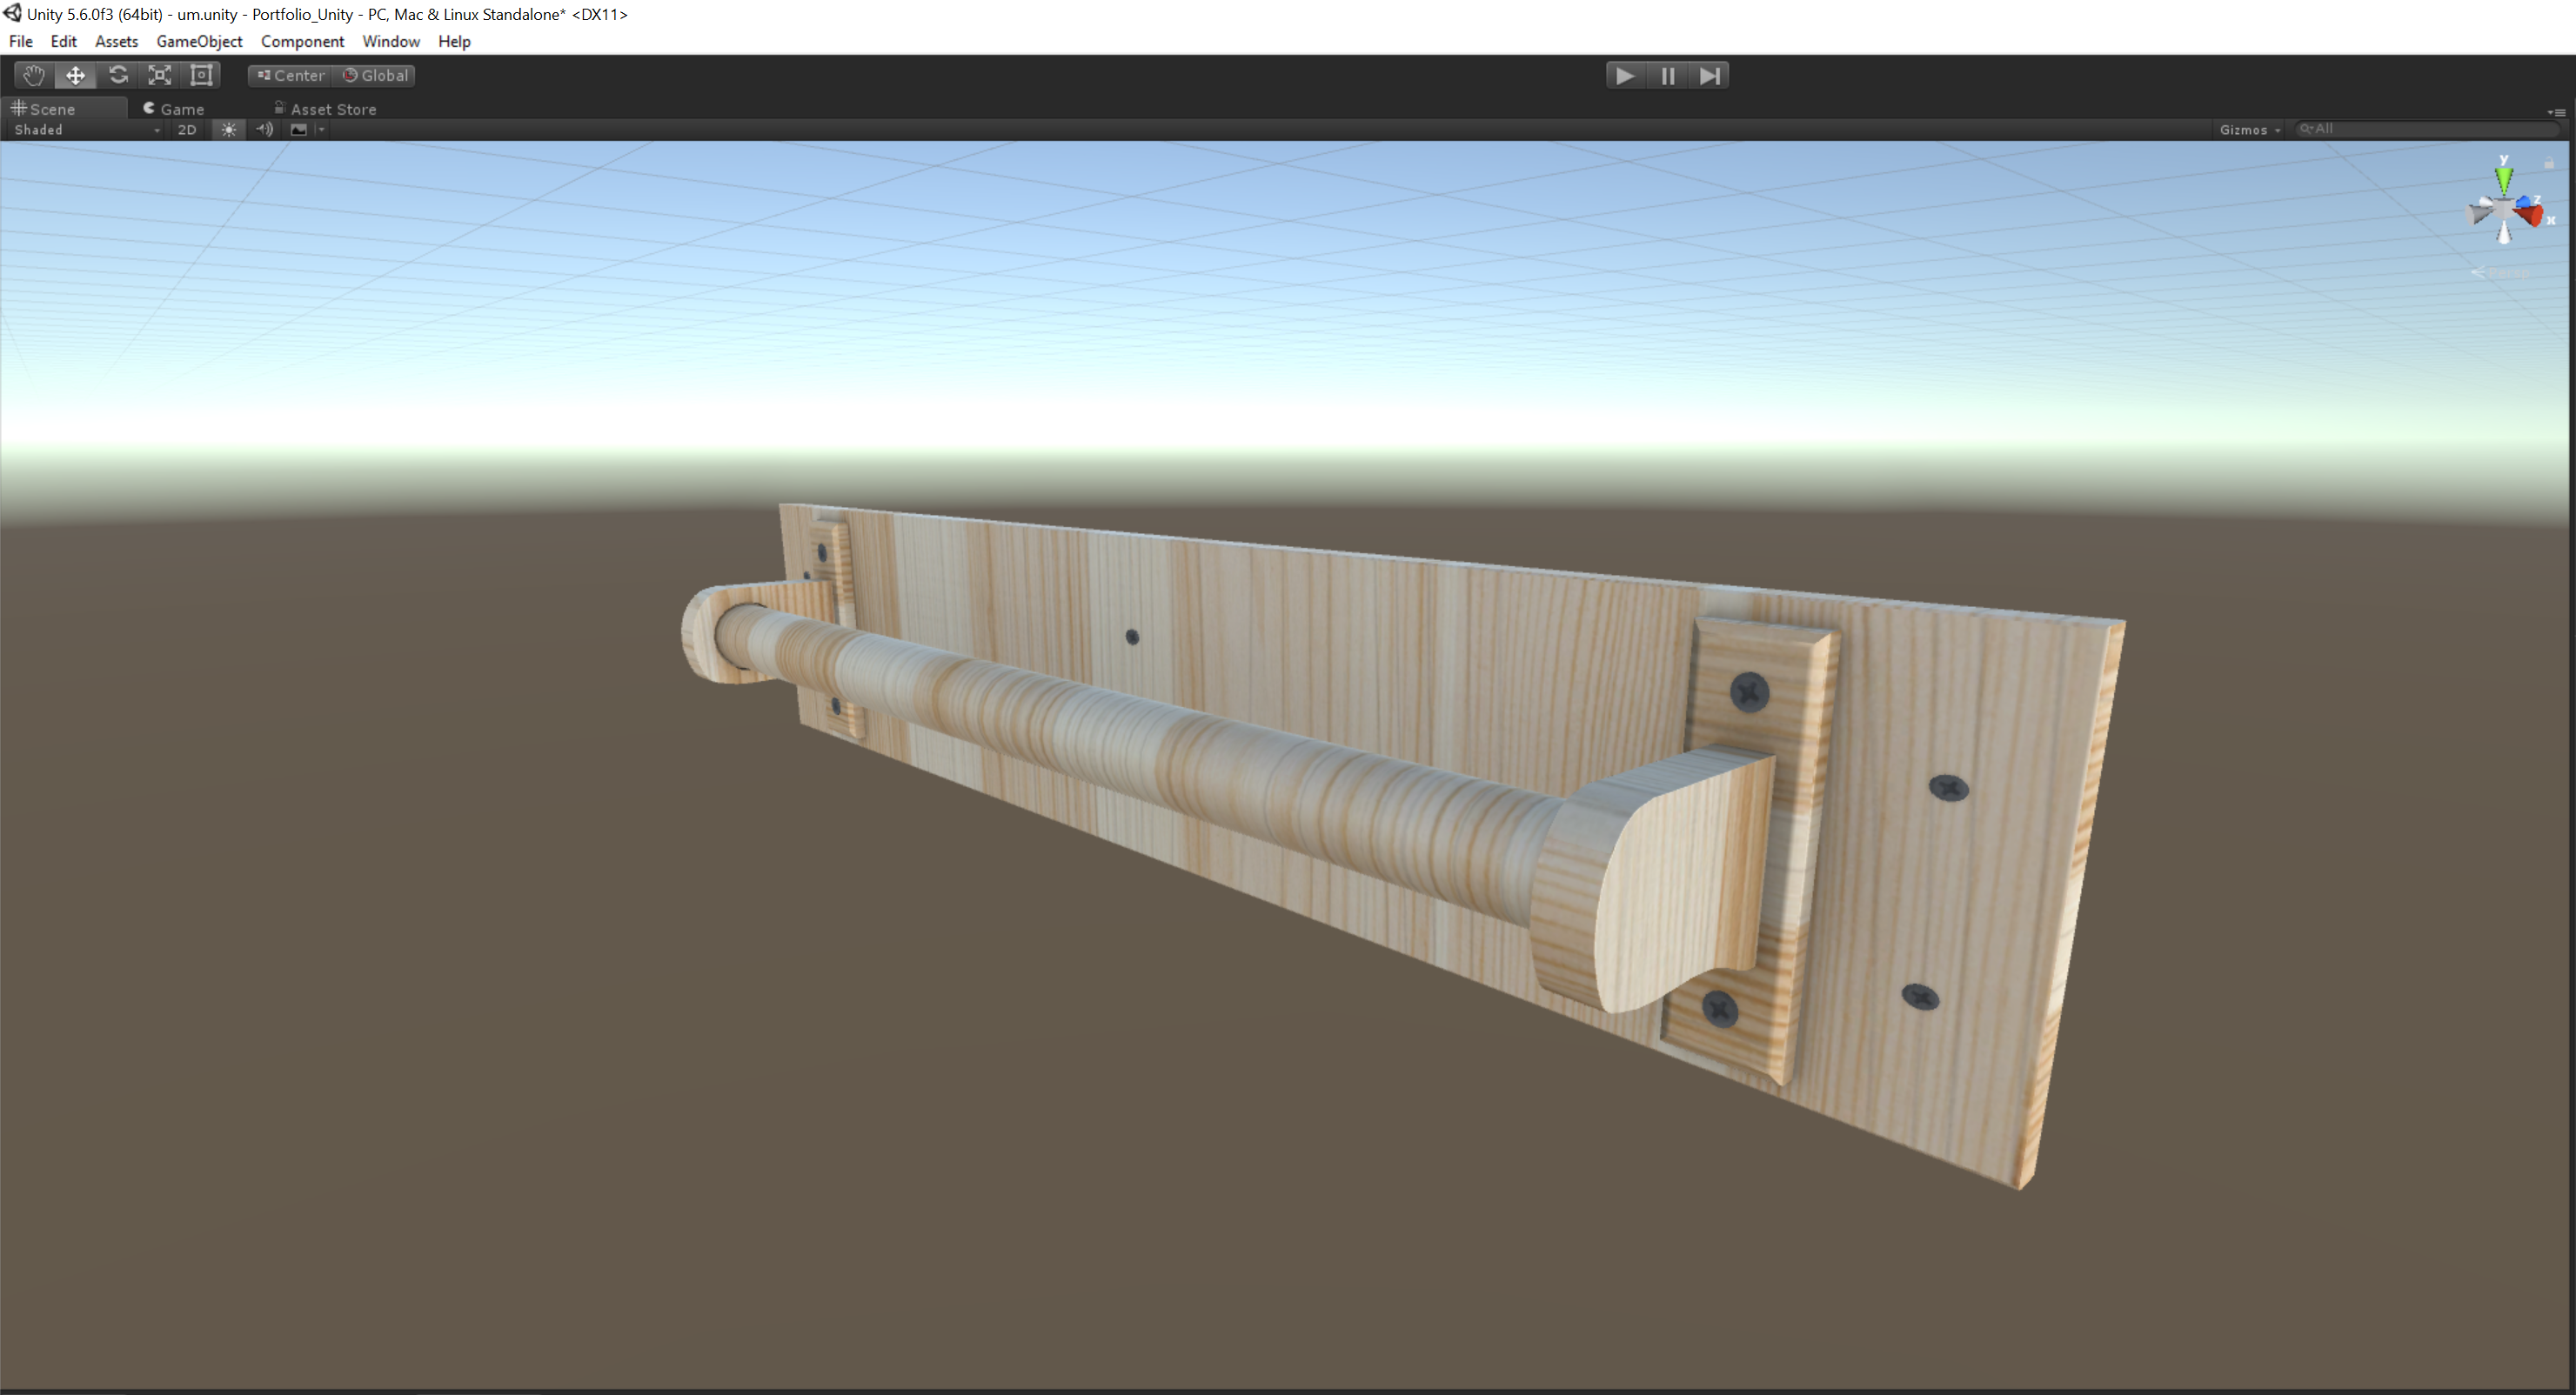 Unity 5.6.0f3 (64bit) - um.unity - Portfolio_Unity - PC, Mac & Linux Standalone* <DX11>
File Edit Assets GameObject Component Window Help
Center Global
Scene Game Asset Store
Shaded 2D Gizmos All
y
z
x
Persp